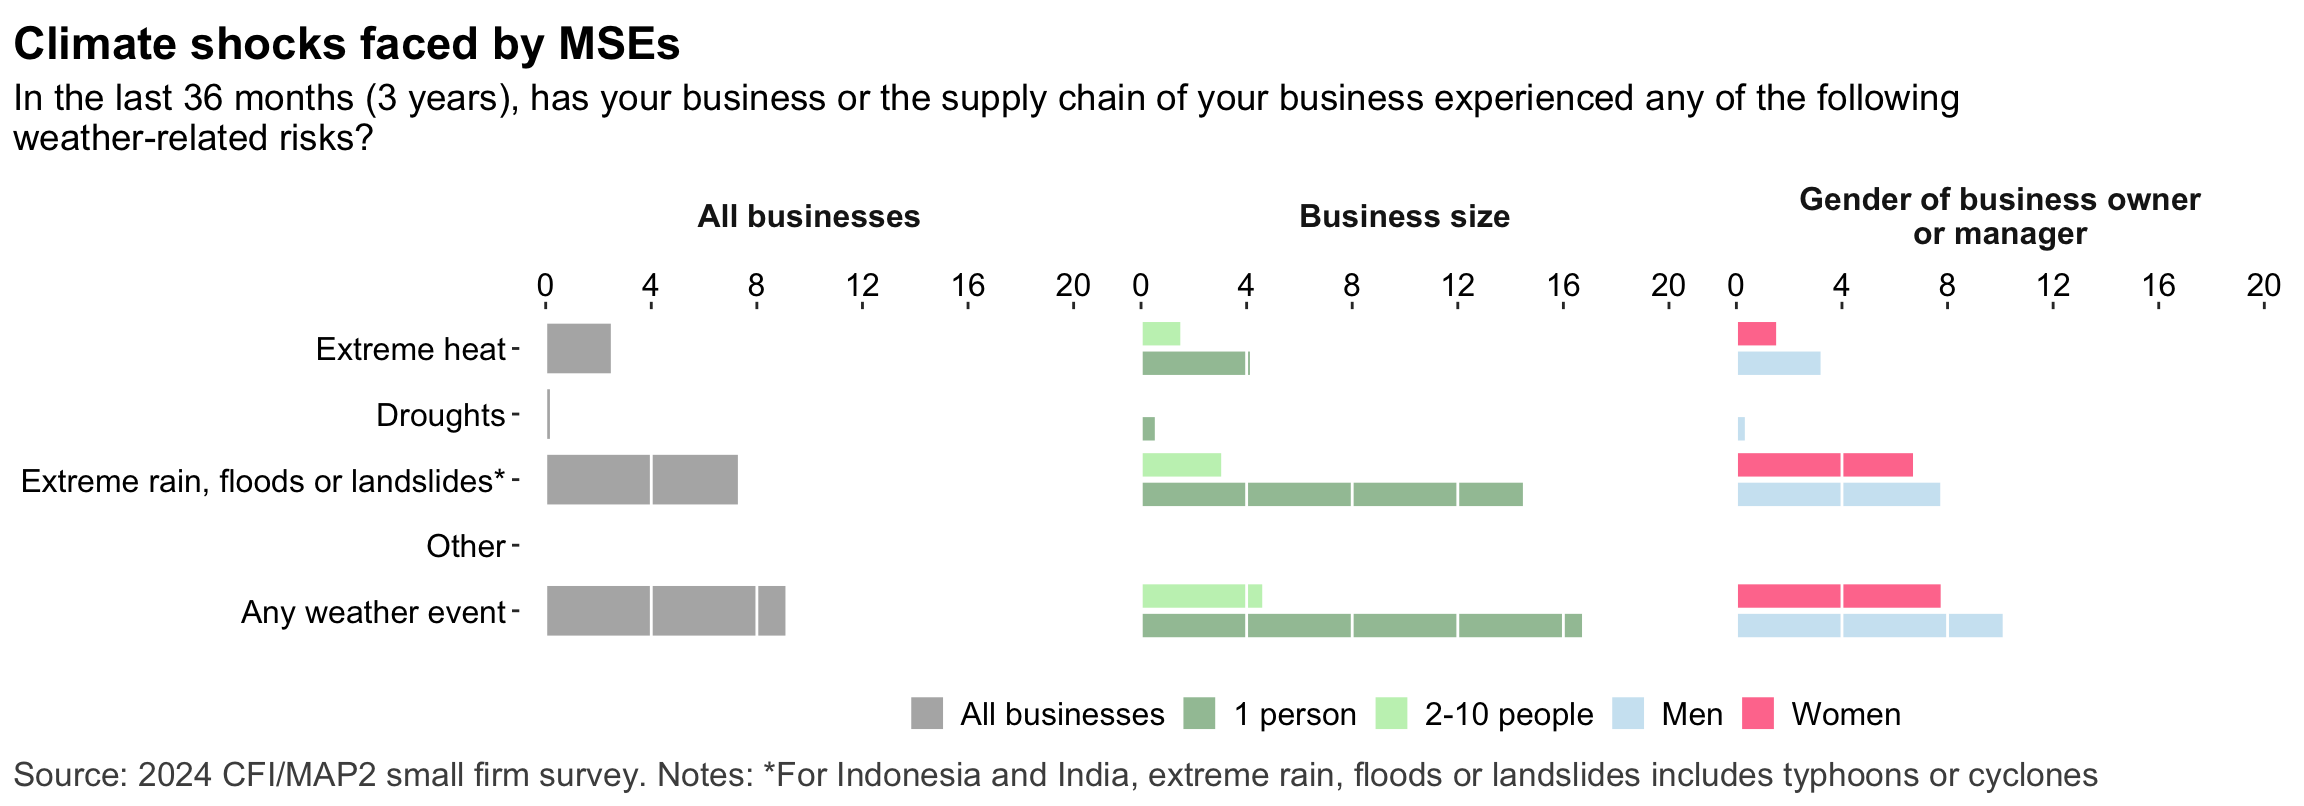 Climate shocks faced by MSEs
In the last 36 months (3 years), has your business or the supply chain of your business experienced any of the following
weather-related risks?
All businesses
Business size
Gender of business owner
or manager
0 4 8 12 16 20 0 4 8 12 16 20 0 4 8 12 16 20
Extreme heat
Droughts
Extreme rain, floods or landslides*
Other
Any weather event
All businesses 1 person 2-10 people Men Women
Source: 2024 CFI/MAP2 small firm survey. Notes: *For Indonesia and India, extreme rain, floods or landslides includes typhoons or cyclones